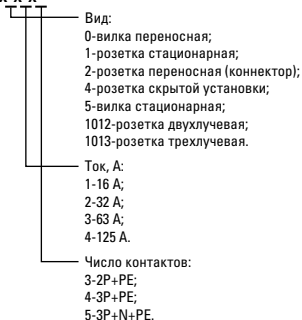 Вид:
0-вилка переносная;
1-розетка стационарная;
2-розетка переносная (коннектор);
4-розетка скрытой установки;
5-вилка стационарная;
1012-розетка двухлучевая;
1013-розетка трехлучевая.
Ток, А:
1-16 А;
2-32 А;
3-63 А;
4-125 А.
Число контактов:
3-2P+PE;
4-3P+PE;
5-3P+N+PE.